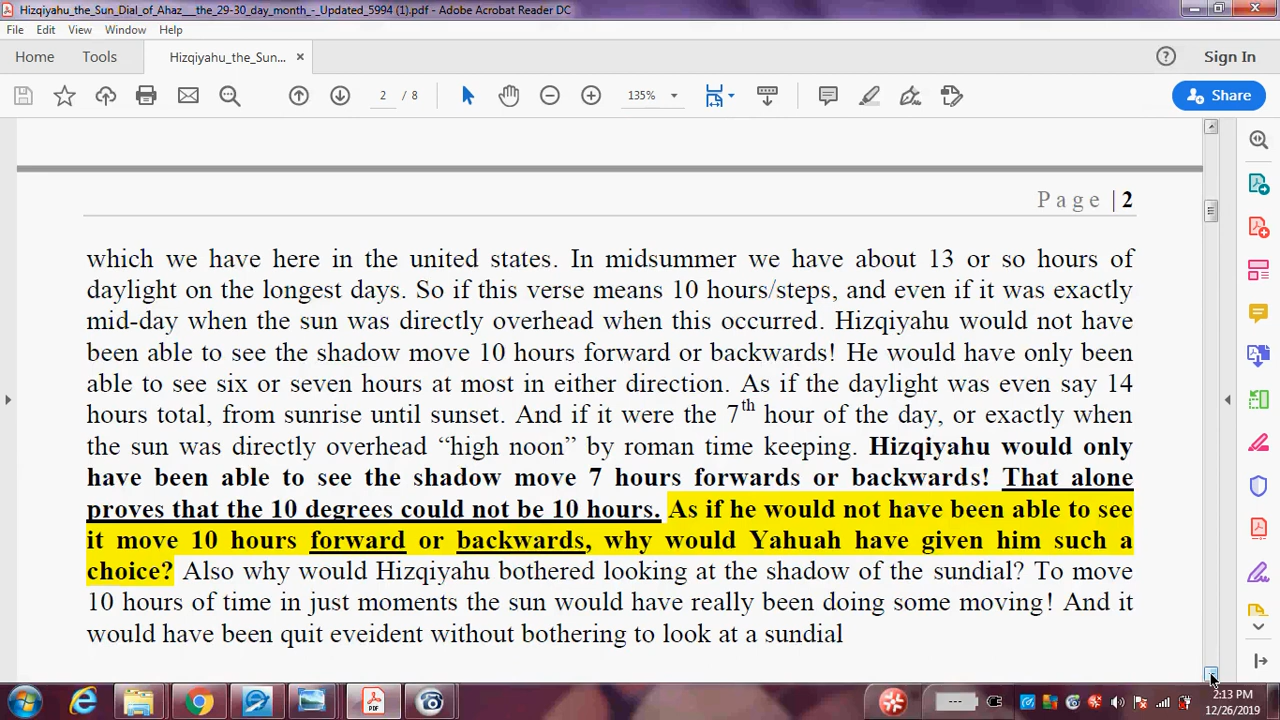 Hizqiyahu_the_Sun_Dial_of_Ahaz___the_29-30_day_month_-_Updated_5994 (1).pdf - Adobe Acrobat Reader DC
File Edit View Window Help
Home Tools Hizqiyahu_the_Sun... × Sign In
2 / 8 135% Share
Page | 2
which we have here in the united states. In midsummer we have about 13 or so hours of
daylight on the longest days. So if this verse means 10 hours/steps, and even if it was exactly
mid-day when the sun was directly overhead when this occurred. Hizqiyahu would not have
been able to see the shadow move 10 hours forward or backwards! He would have only been
able to see six or seven hours at most in either direction. As if the daylight was even say 14
hours total, from sunrise until sunset. And if it were the 7th hour of the day, or exactly when
the sun was directly overhead “high noon” by roman time keeping. Hizqiyahu would only
have been able to see the shadow move 7 hours forwards or backwards! That alone
proves that the 10 degrees could not be 10 hours. As if he would not have been able to see
it move 10 hours forward or backwards, why would Yahuah have given him such a
choice? Also why would Hizqiyahu bothered looking at the shadow of the sundial? To move
10 hours of time in just moments the sun would have really been doing some moving! And it
would have been quit eveident without bothering to look at a sundial
2:13 PM
12/26/2019